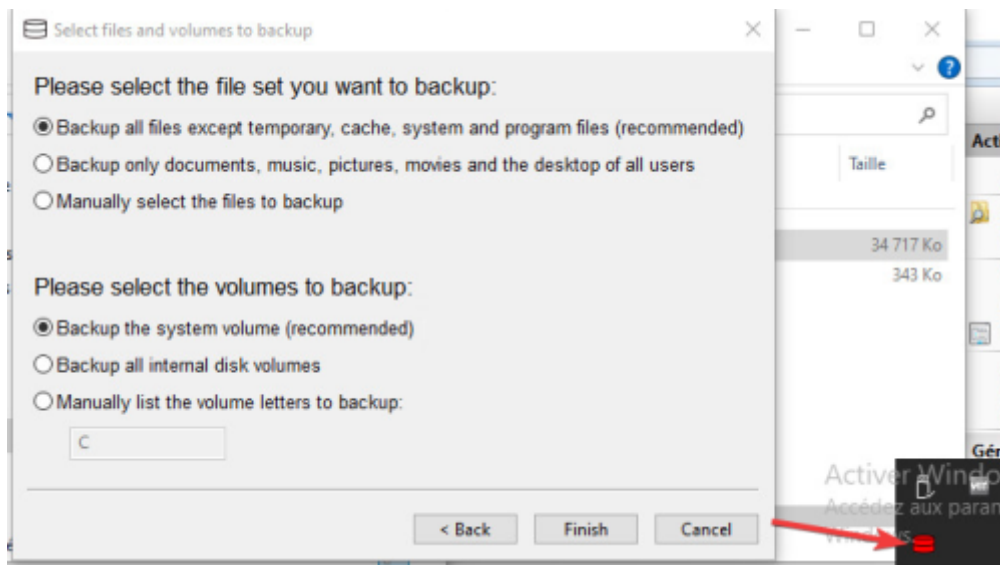 Select files and volumes to backup
Please select the file set you want to backup:
Backup all files except temporary, cache, system and program files (recommended)
Backup only documents, music, pictures, movies and the desktop of all users
Manually select the files to backup
Please select the volumes to backup:
Backup the system volume (recommended)
Backup all internal disk volumes
Manually list the volume letters to backup:
C
< Back
Finish
Cancel
?
Act
Taille
34 717 Ko
343 Ko
Gér
Activer Windo
Accédez aux param
Windows.